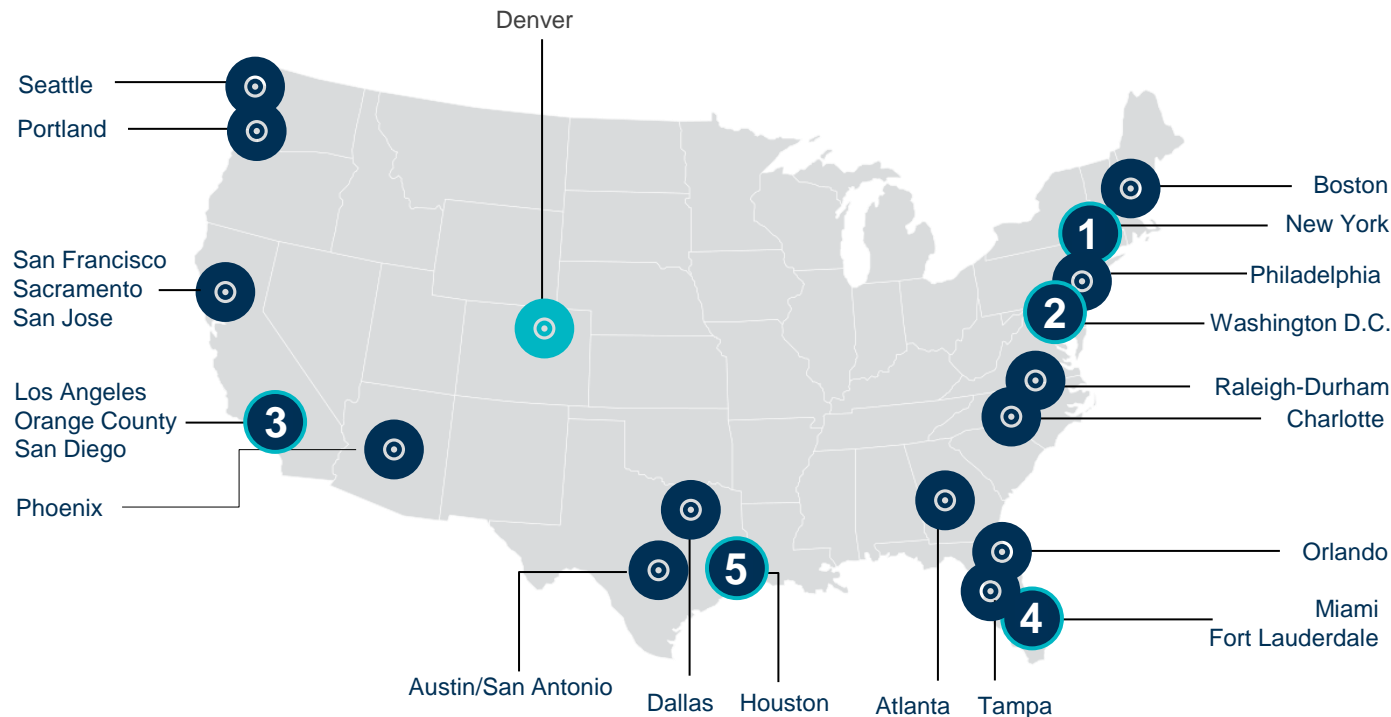 Denver
Seattle
Portland
Boston
1
New York
San Francisco
Sacramento
San Jose
Philadelphia
2
Washington D.C.
Raleigh-Durham
Charlotte
Los Angeles
Orange County
San Diego
3
Phoenix
Orlando
5
4
Miami
Fort Lauderdale
Austin/San Antonio
Dallas
Houston
Atlanta
Tampa